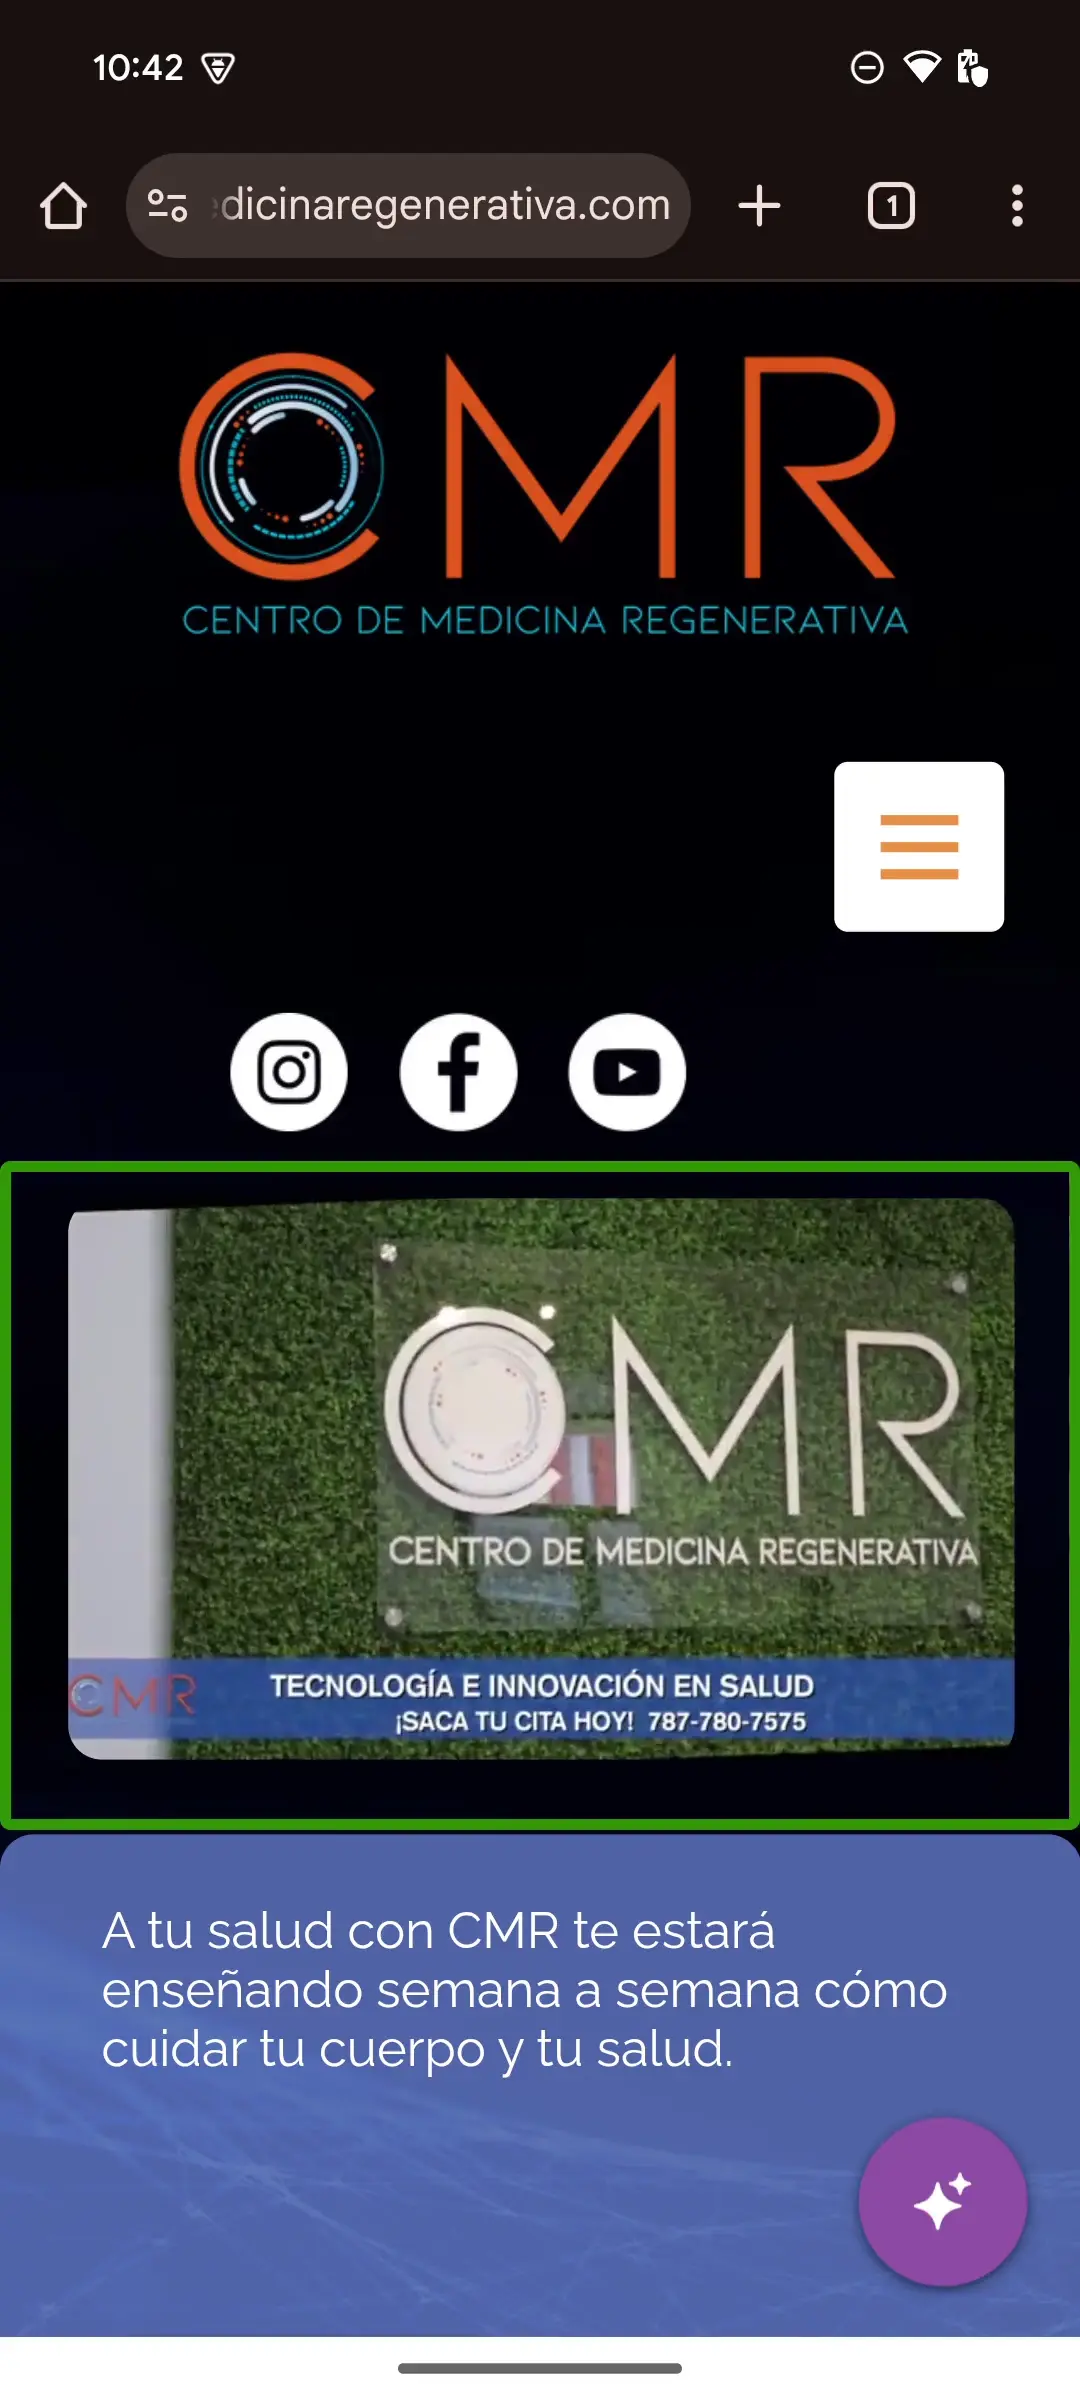 10:42
dicinaregenerativa.com
1
CMR
CENTRO DE MEDICINA REGENERATIVA
CMR
CENTRO DE MEDICINA REGENERATIVA
CMR
TECNOLOGÍA E INNOVACIÓN EN SALUD
¡SACA TU CITA HOY! 787-780-7575
A tu salud con CMR te estará
enseñando semana a semana cómo
cuidar tu cuerpo y tu salud.